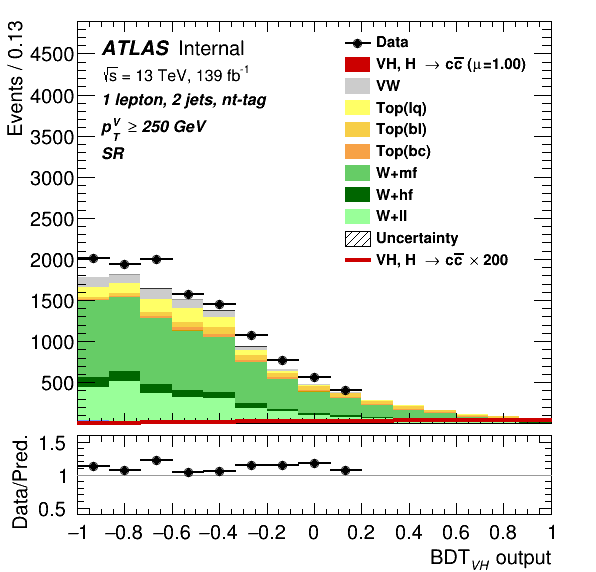 Events / 0.13
4500
4000
3500
3000
2500
2000
1500
1000
500
ATLAS Internal
√s = 13 TeV, 139 fb⁻¹
1 lepton, 2 jets, nt-tag
p_T^V ≥ 250 GeV
SR
Data
VH, H → cc̅ (μ=1.00)
VW
Top(lq)
Top(bl)
Top(bc)
W+mf
W+hf
W+ll
Uncertainty
VH, H → cc̅ × 200
Data/Pred.
1.5
1
0.5
−1 −0.8 −0.6 −0.4 −0.2 0 0.2 0.4 0.6 0.8 1
BDT_VH output